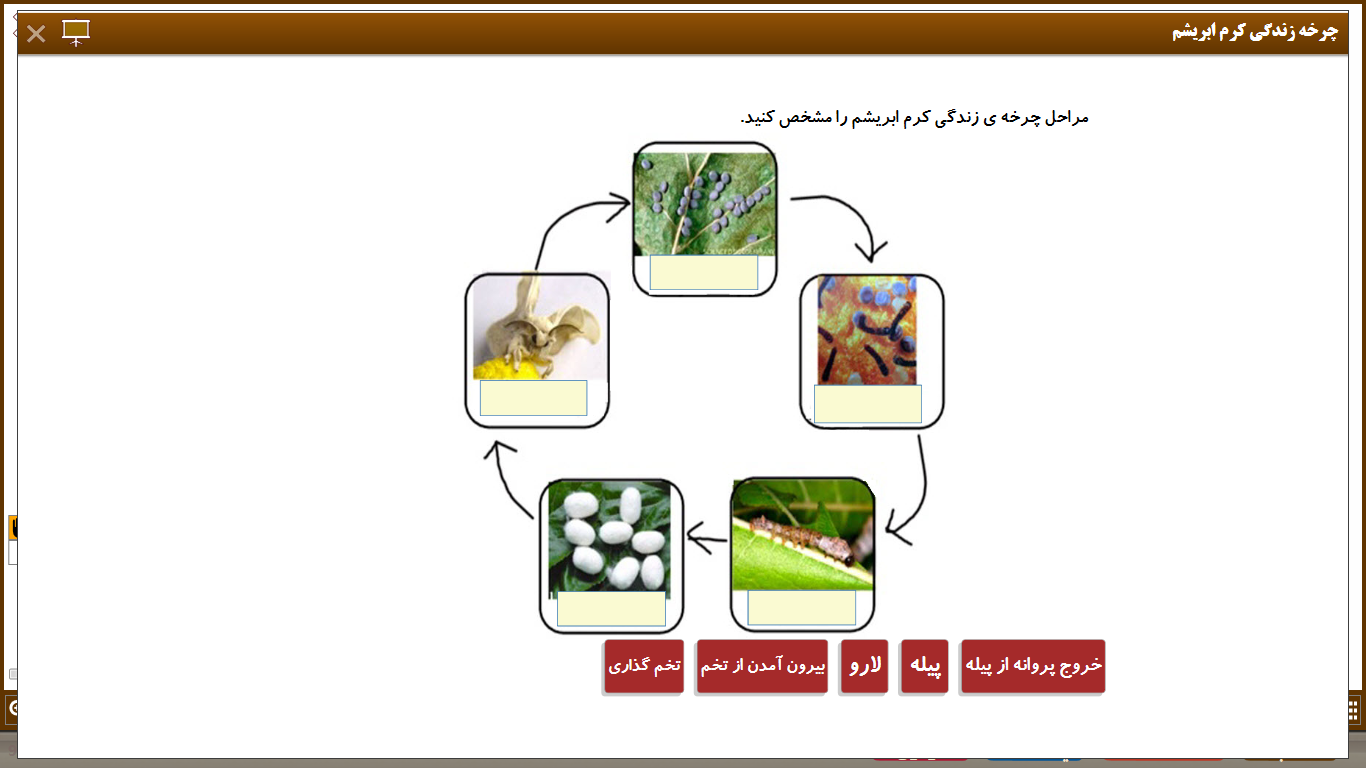 چرخه زندگی کرم ابریشم
مراحل چرخه ی زندگی کرم ابریشم را مشخص کنید.
خروج پروانه از پیله
پیله
لارو
بیرون آمدن از تخم
تخم گذاری